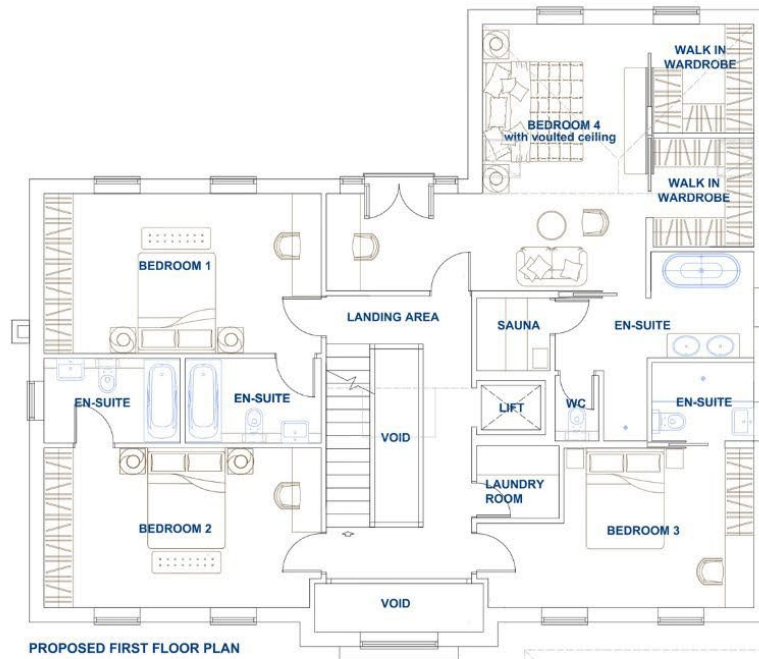 WALK IN
WARDROBE
BEDROOM 4
with voulted ceiling
WALK IN
WARDROBE
BEDROOM 1
LANDING AREA
SAUNA
EN-SUITE
EN-SUITE
EN-SUITE
LIFT
WC
EN-SUITE
VOID
LAUNDRY
ROOM
BEDROOM 2
BEDROOM 3
VOID
PROPOSED FIRST FLOOR PLAN